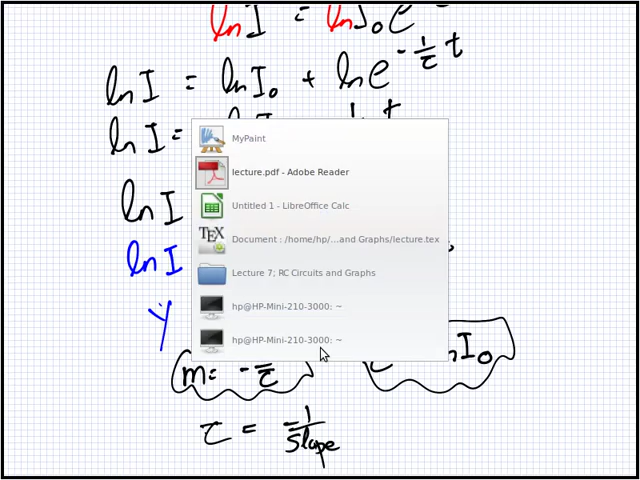 ln I = ln I₀ e⁻
ln I = ln I₀ + ln e^(-1/τ t)
ln I =
MyPaint
lecture.pdf - Adobe Reader
Untitled 1 - LibreOffice Calc
ln I
Document : /home/hp/...and Graphs/lecture.tex
ln I
Lecture 7; RC Circuits and Graphs
y
hp@HP-Mini-210-3000: ~
hp@HP-Mini-210-3000: ~
m = -1/τ
ln I₀
τ = -1/slope